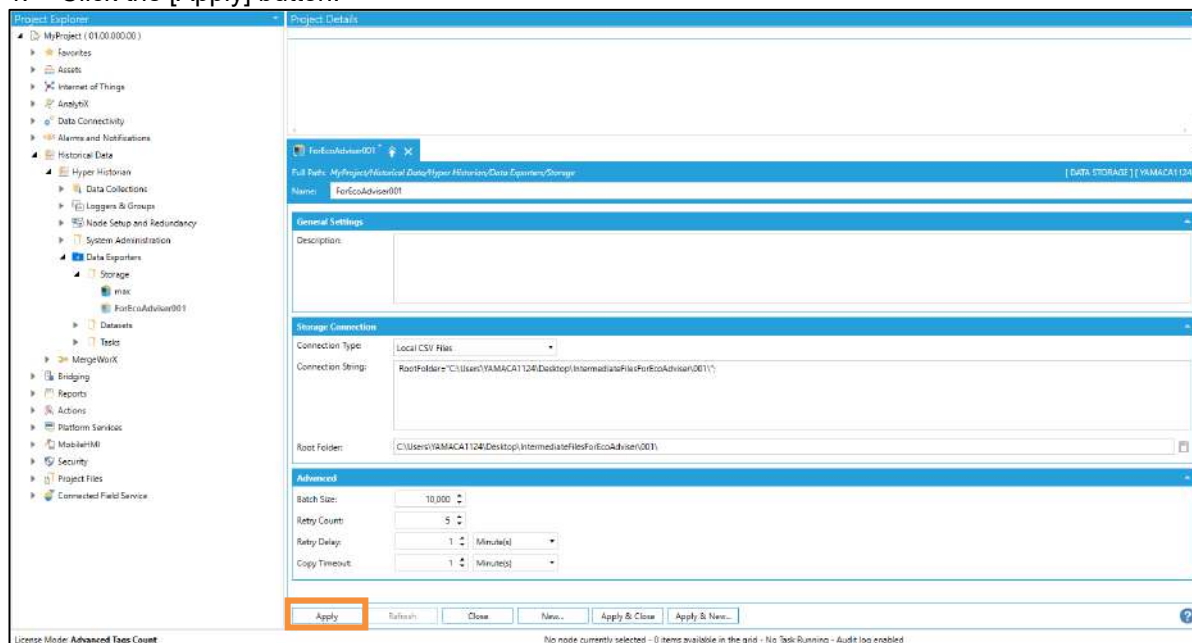 Click the [Apply] button.
Project Explorer
Project Details
MyProject ( 01.00.000.00 )
Favorites
Assets
Internet of Things
AnalytiX
Data Connectivity
Alarms and Notifications
Historical Data
Hyper Historian
Data Collections
Loggers & Groups
Node Setup and Redundancy
System Administration
Data Exporters
Storage
max
ForEcoAdviser001
Datasets
Tasks
MergeWorX
Bridging
Reports
Actions
Platform Services
MobileHMI
Security
Project Files
Connected Field Service
ForEcoAdviser001*
Full Path: MyProject/Historical Data/Hyper Historian/Data Exporters/Storage
[ DATA STORAGE ] [ YAMACA1124
Name: ForEcoAdviser001
General Settings
Description:
Storage Connection
Connection Type: Local CSV Files
Connection String: RootFolder="C:\Users\YAMACA1124\Desktop\IntermediateFilesForEcoAdviser\001\";
Root Folder: C:\Users\YAMACA1124\Desktop\IntermediateFilesForEcoAdviser\001\
Advanced
Batch Size: 10,000
Retry Count: 5
Retry Delay: 1 Minute(s)
Copy Timeout: 1 Minute(s)
Apply Refresh Close New... Apply & Close Apply & New...
License Mode: Advanced Tags Count
No node currently selected - 0 items available in the grid - No Task Running - Audit log enabled